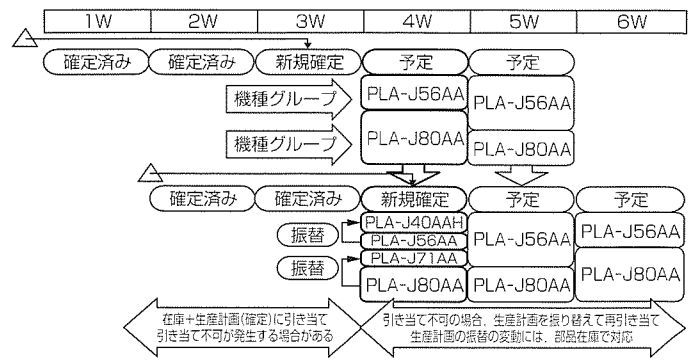 1W 2W 3W 4W 5W 6W
確定済み 確定済み 新規確定 予定 予定
機種グループ PLA-J56AA PLA-J56AA
機種グループ PLA-J80AA PLA-J80AA
確定済み 確定済み 新規確定 予定 予定
振替 PLA-J40AAH
PLA-J56AA PLA-J56AA PLA-J56AA
振替 PLA-J71AA
PLA-J80AA PLA-J80AA PLA-J80AA
在庫+生産計画(確定)に引き当て
引き当て不可が発生する場合がある
引き当て不可の場合、生産計画を振り替えて再引き当て
生産計画の振替の変動には、部品在庫で対応